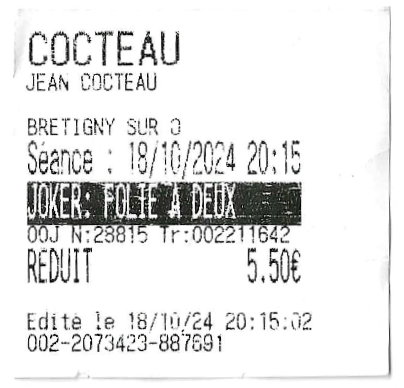 COCTEAU
JEAN COCTEAU
BRETIGNY SUR O
Séance : 18/10/2024 20:15
JOKER: FOLIE A DEUX
00J N:28815 Tr:002211642
REDUIT 5.50€
Edité le 18/10/24 20:15:02
002-2073423-887691